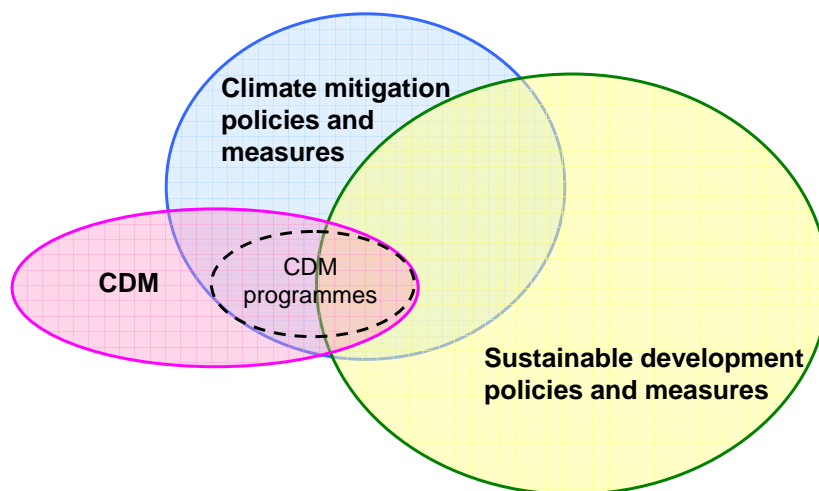 Climate mitigation
policies and
measures
CDM
CDM
programmes
Sustainable development
policies and measures